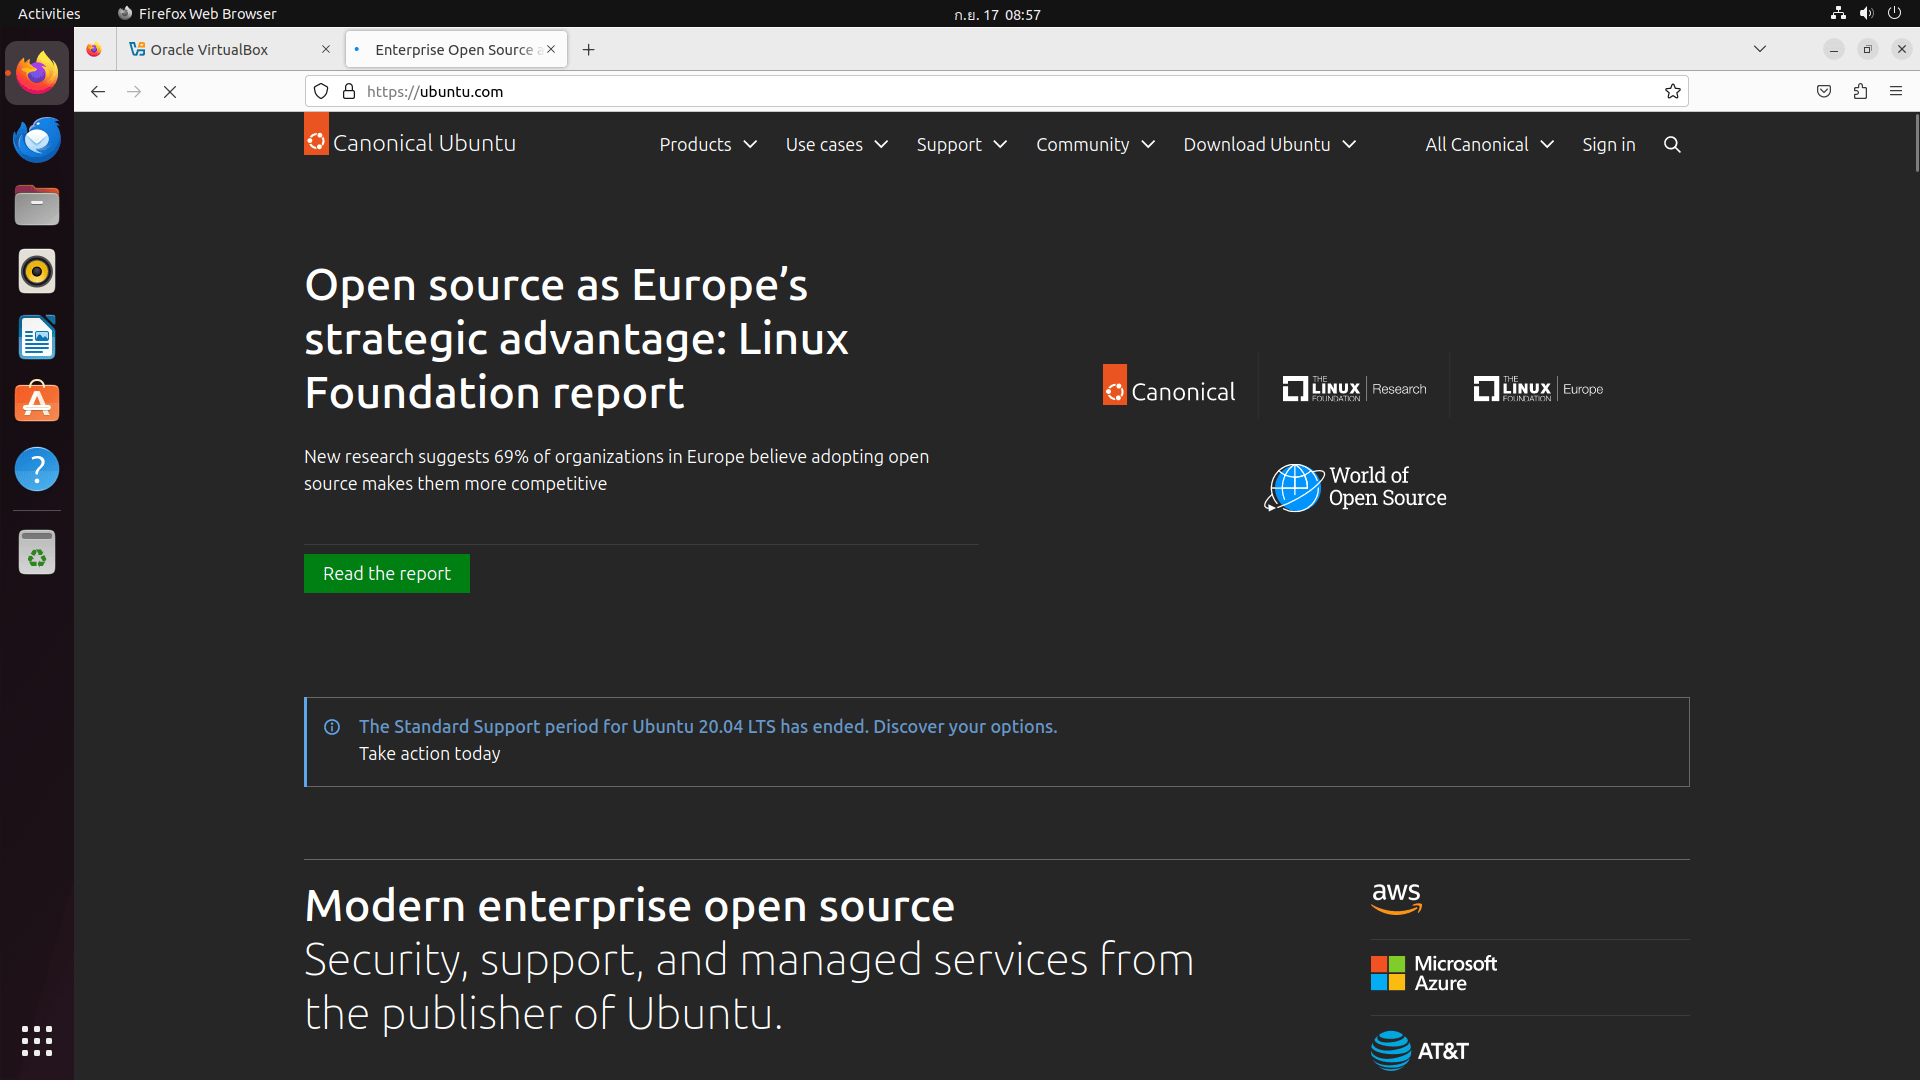 Activities
Firefox Web Browser
ก.ย. 17 08:57
Oracle VirtualBox
Enterprise Open Source a
https://ubuntu.com
Canonical Ubuntu
Products
Use cases
Support
Community
Download Ubuntu
All Canonical
Sign in
Open source as Europe’s
strategic advantage: Linux
Foundation report
New research suggests 69% of organizations in Europe believe adopting open
source makes them more competitive
Read the report
Canonical
THE LINUX FOUNDATION Research
THE LINUX FOUNDATION Europe
World of
Open Source
The Standard Support period for Ubuntu 20.04 LTS has ended. Discover your options.
Take action today
Modern enterprise open source
Security, support, and managed services from
the publisher of Ubuntu.
aws
Microsoft
Azure
AT&T